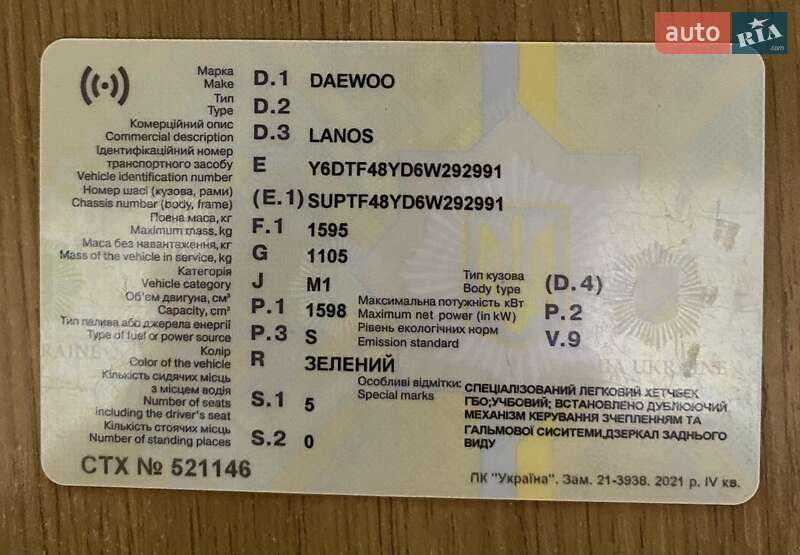 auto RIA .com
Марка
Make D.1 DAEWOO
Тип
Type D.2
Комерційний опис
Commercial description D.3 LANOS
Ідентифікаційний номер
транспортного засобу
Vehicle identification number E Y6DTF48YD6W292991
Номер шасі (кузова, рами)
Chassis number (body, frame) (E.1) SUPTF48YD6W292991
Повна маса, кг
Maximum mass, kg F.1 1595
Маса без навантаження, кг
Mass of the vehicle in service, kg G 1105
Категорія
Vehicle category J M1
Тип кузова
Body type (D.4)
Об'єм двигуна, см³
Capacity, cm³ P.1 1598
Максимальна потужність кВт
Maximum net power (in kW) P.2
Тип палива або джерела енергії
Type of fuel or power source P.3 S
Рівень екологічних норм
Emission standard V.9
Колір
Color of the vehicle R ЗЕЛЕНИЙ
Кількість сидячих місць
з місцем водія
Number of seats
including the driver's seat S.1 5
Кількість стоячих місць
Number of standing places S.2 0
Особливі відмітки:
Special marks
СПЕЦІАЛІЗОВАНИЙ ЛЕГКОВИЙ ХЕТЧБЕК
ГБО;УЧБОВИЙ; ВСТАНОВЛЕНО ДУБЛЮЮЧИЙ
МЕХАНІЗМ КЕРУВАННЯ ЗЧЕПЛЕННЯМ ТА
ГАЛЬМОВОЇ СИСИТЕМИ,ДЗЕРКАЛ ЗАДНЬОГО
ВИДУ
СТХ № 521146
ПК "Україна". Зам. 21-3938. 2021 р. IV кв.